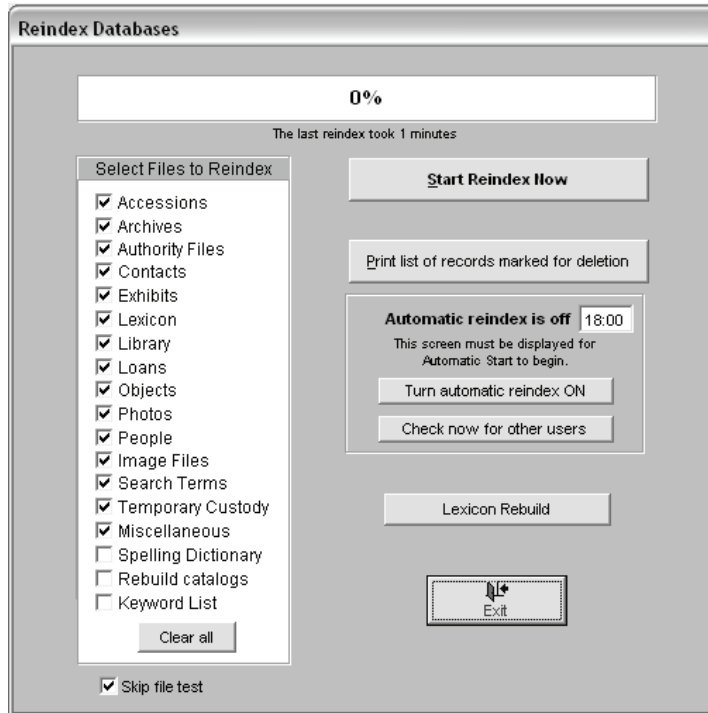 Reindex Databases
0%
The last reindex took 1 minutes
Select Files to Reindex
Accessions
Archives
Authority Files
Contacts
Exhibits
Lexicon
Library
Loans
Objects
Photos
People
Image Files
Search Terms
Temporary Custody
Miscellaneous
Spelling Dictionary
Rebuild catalogs
Keyword List
Clear all
Skip file test
Start Reindex Now
Print list of records marked for deletion
Automatic reindex is off 18:00
This screen must be displayed for
Automatic Start to begin.
Turn automatic reindex ON
Check now for other users
Lexicon Rebuild
Exit